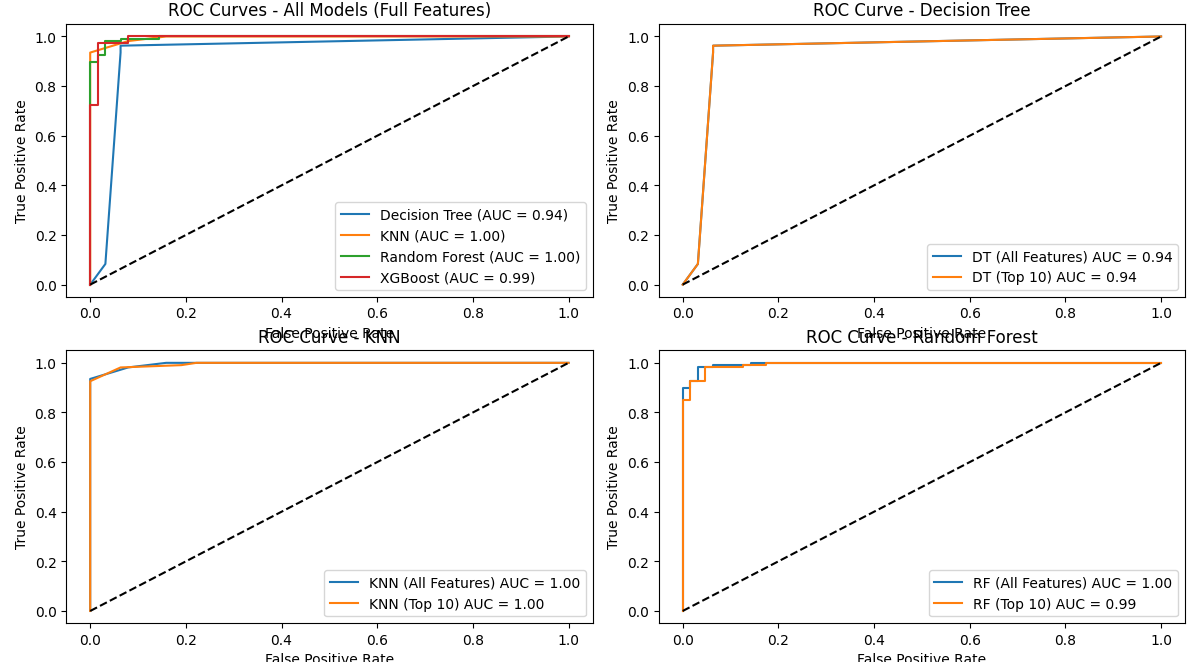 ROC Curves - All Models (Full Features)
True Positive Rate
1.0
0.8
0.6
0.4
0.2
0.0
Decision Tree (AUC = 0.94)
KNN (AUC = 1.00)
Random Forest (AUC = 1.00)
XGBoost (AUC = 0.99)
0.0 0.2 0.4 0.6 0.8 1.0
False Positive Rate
ROC Curve - Decision Tree
True Positive Rate
1.0
0.8
0.6
0.4
0.2
0.0
DT (All Features) AUC = 0.94
DT (Top 10) AUC = 0.94
0.0 0.2 0.4 0.6 0.8 1.0
False Positive Rate
ROC Curve - KNN
True Positive Rate
1.0
0.8
0.6
0.4
0.2
0.0
KNN (All Features) AUC = 1.00
KNN (Top 10) AUC = 1.00
0.0 0.2 0.4 0.6 0.8 1.0
False Positive Rate
ROC Curve - Random Forest
True Positive Rate
1.0
0.8
0.6
0.4
0.2
0.0
RF (All Features) AUC = 1.00
RF (Top 10) AUC = 0.99
0.0 0.2 0.4 0.6 0.8 1.0
False Positive Rate